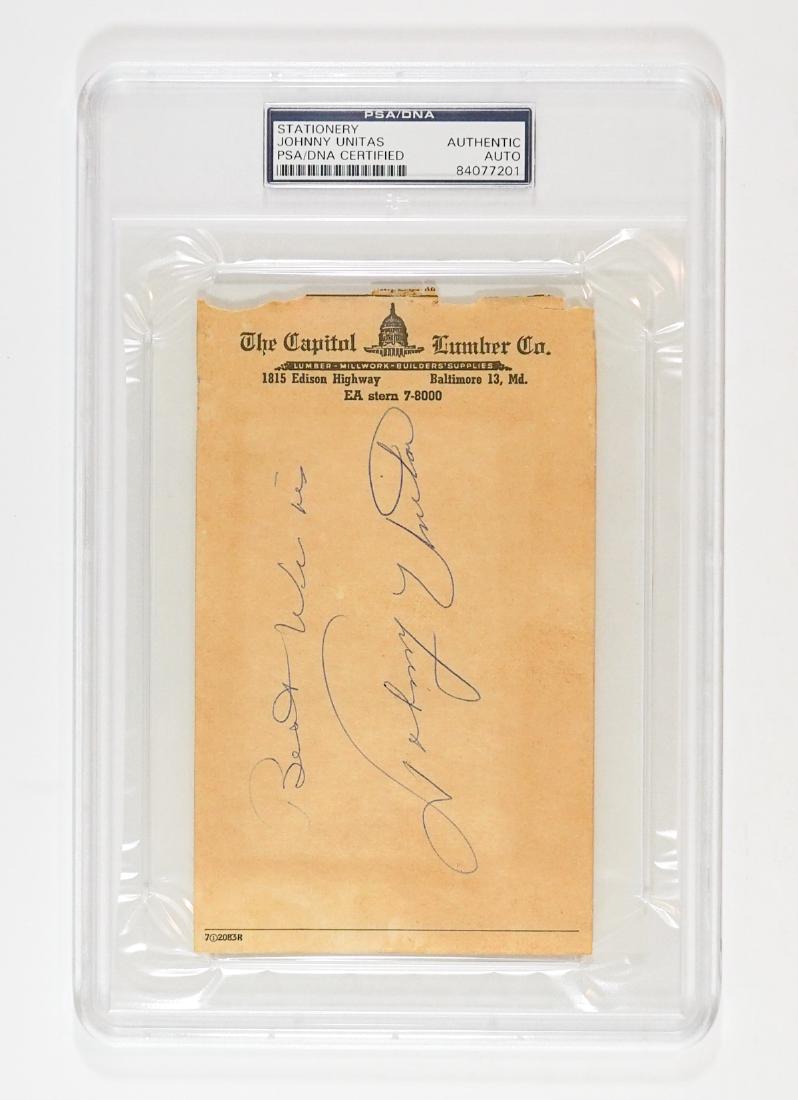 PSA/DNA
STATIONERY
JOHNNY UNITAS AUTHENTIC
PSA/DNA CERTIFIED AUTO
84077201
The Capitol Lumber Co.
LUMBER-MILLWORK-BUILDERS' SUPPLIES
1815 Edison Highway Baltimore 13, Md.
EA stern 7-8000
Best Wishes
Johnny Unitas
7①2083R